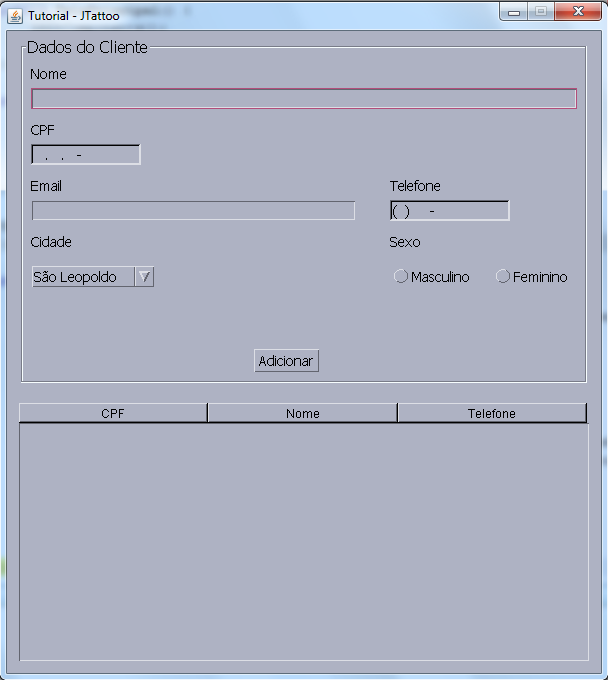 Tutorial - JTattoo
Dados do Cliente
Nome
CPF
. . -
Email Telefone
( ) -
Cidade Sexo
São Leopoldo Masculino Feminino
Adicionar
CPF Nome Telefone